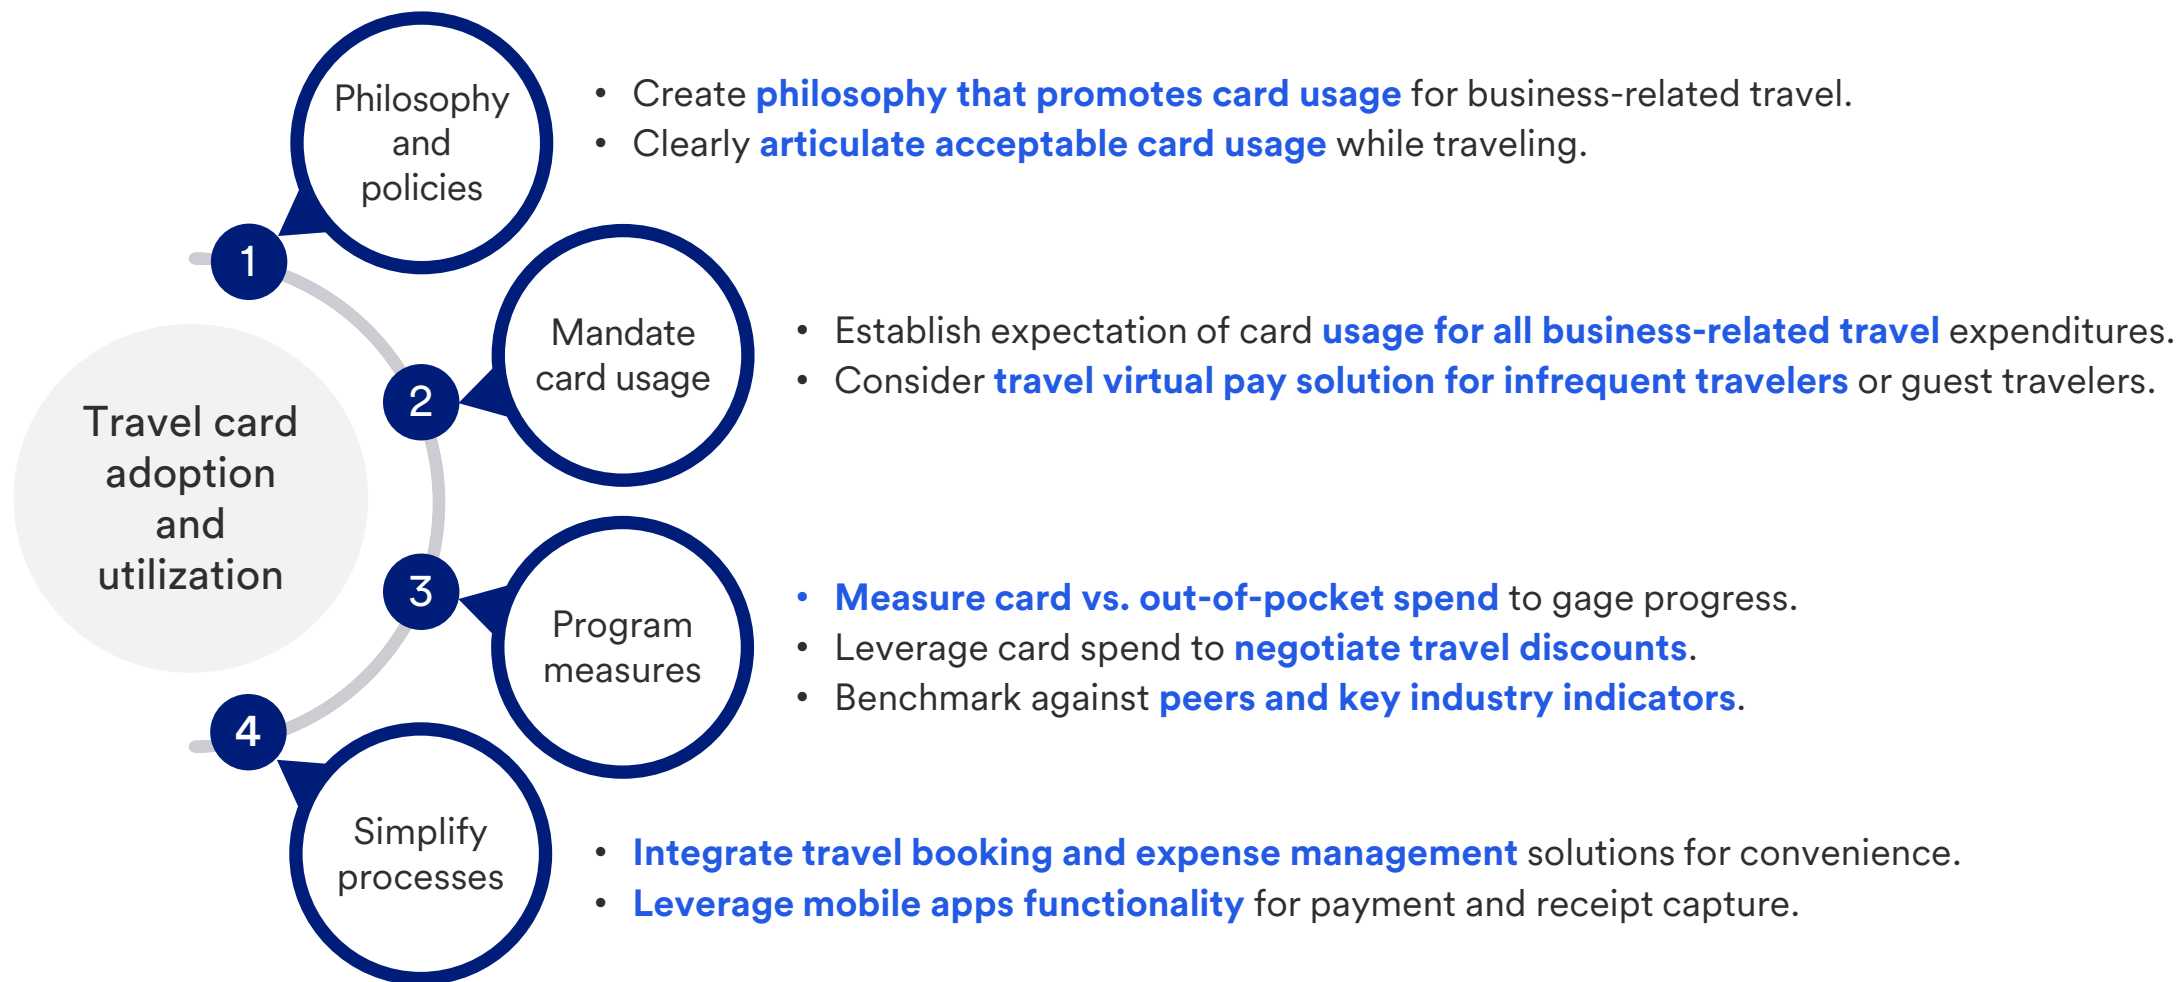 Travel card
adoption
and
utilization
1
Philosophy
and
policies
• Create philosophy that promotes card usage for business-related travel.
• Clearly articulate acceptable card usage while traveling.
2
Mandate
card usage
• Establish expectation of card usage for all business-related travel expenditures.
• Consider travel virtual pay solution for infrequent travelers or guest travelers.
3
Program
measures
• Measure card vs. out-of-pocket spend to gage progress.
• Leverage card spend to negotiate travel discounts.
• Benchmark against peers and key industry indicators.
4
Simplify
processes
• Integrate travel booking and expense management solutions for convenience.
• Leverage mobile apps functionality for payment and receipt capture.